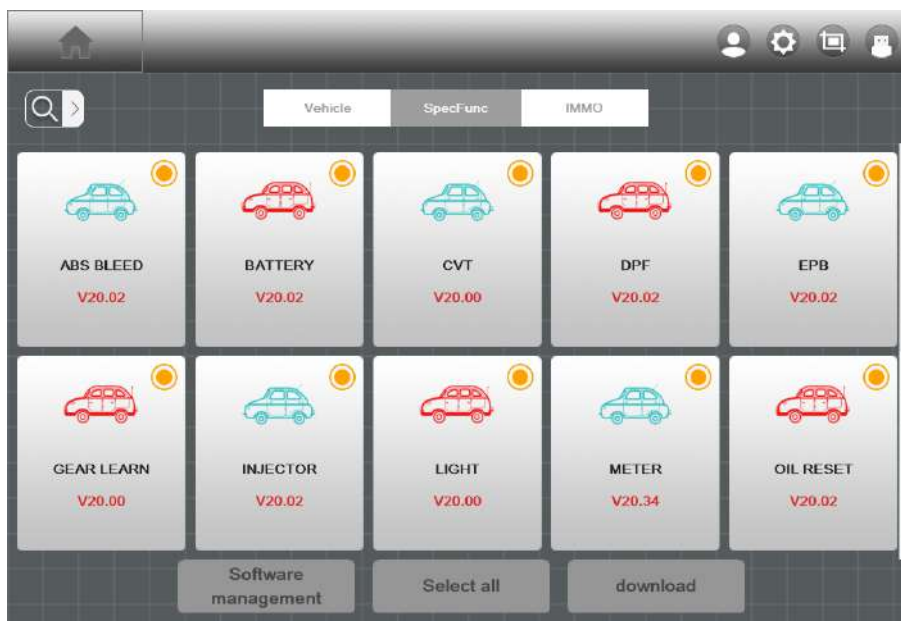 Vehicle
SpecFunc
IMMO
ABS BLEED
V20.02
BATTERY
V20.02
CVT
V20.00
DPF
V20.02
EPB
V20.02
GEAR LEARN
V20.00
INJECTOR
V20.02
LIGHT
V20.00
METER
V20.34
OIL RESET
V20.02
Software
management
Select all
download